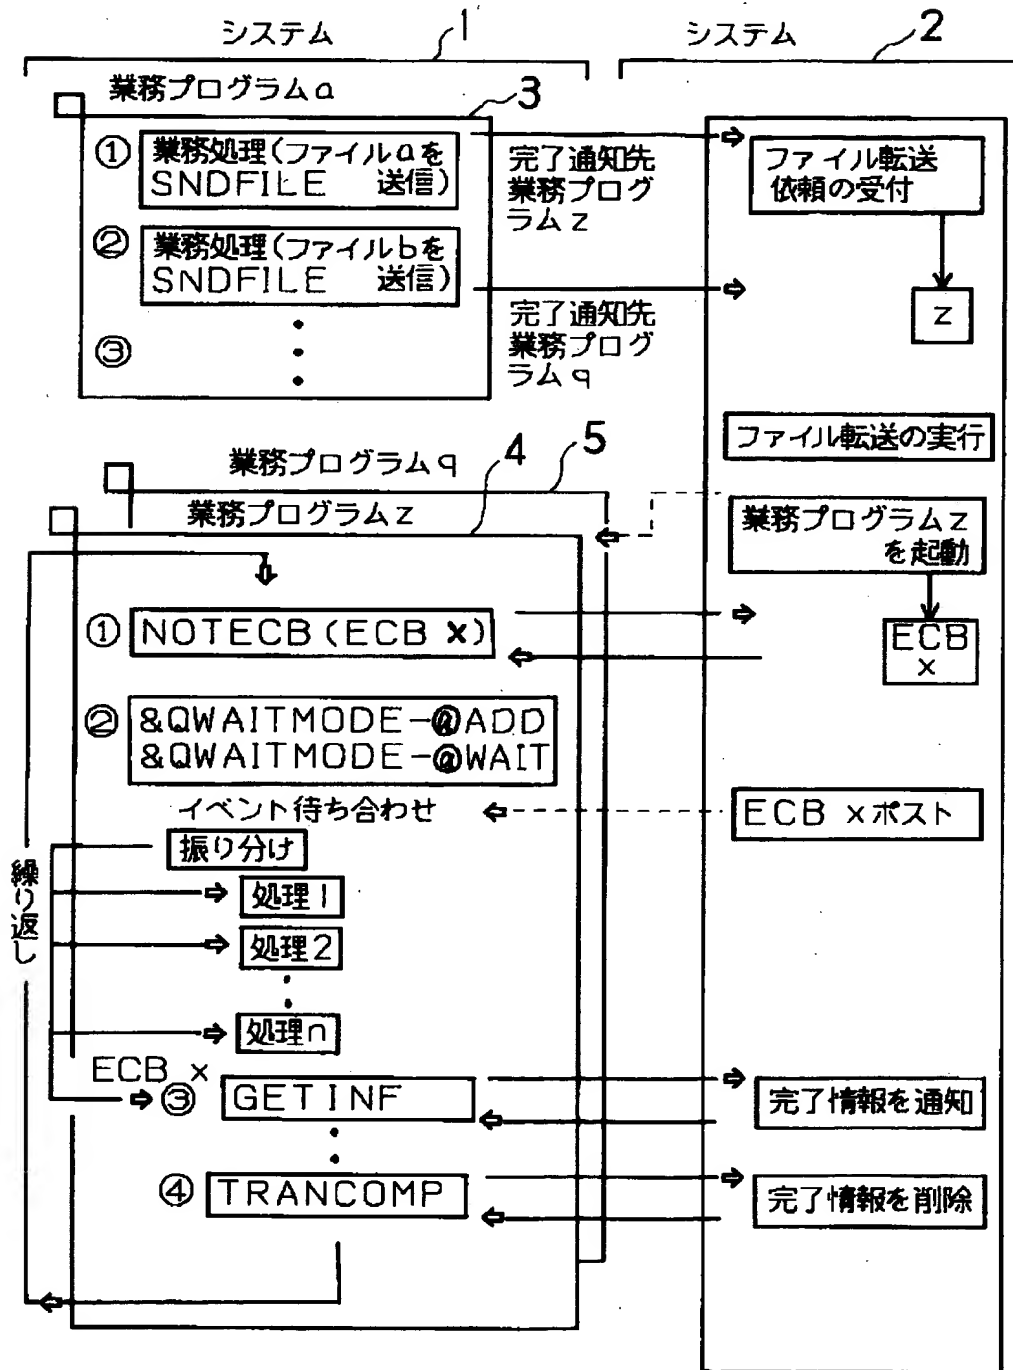 システム 1
システム 2
業務プログラムa
3
① 業務処理(ファイルaを
SNDFILE 送信)
完了通知先
業務プログ
ラムz
ファイル転送
依頼の受付
② 業務処理(ファイルbを
SNDFILE 送信)
z
完了通知先
業務プログ
ラムq
③
ファイル転送の実行
業務プログラムq
5
業務プログラムz
4
業務プログラムz
を起動
① NOTECB(ECB x)
ECB
x
② &QWAITMODE-@ADD
&QWAITMODE-@WAIT
イベント待ち合わせ
ECB xポスト
振り分け
処理1
処理2
処理n
繰り返し
ECB x
③ GETINF
完了情報を通知
④ TRANCOMP
完了情報を削除